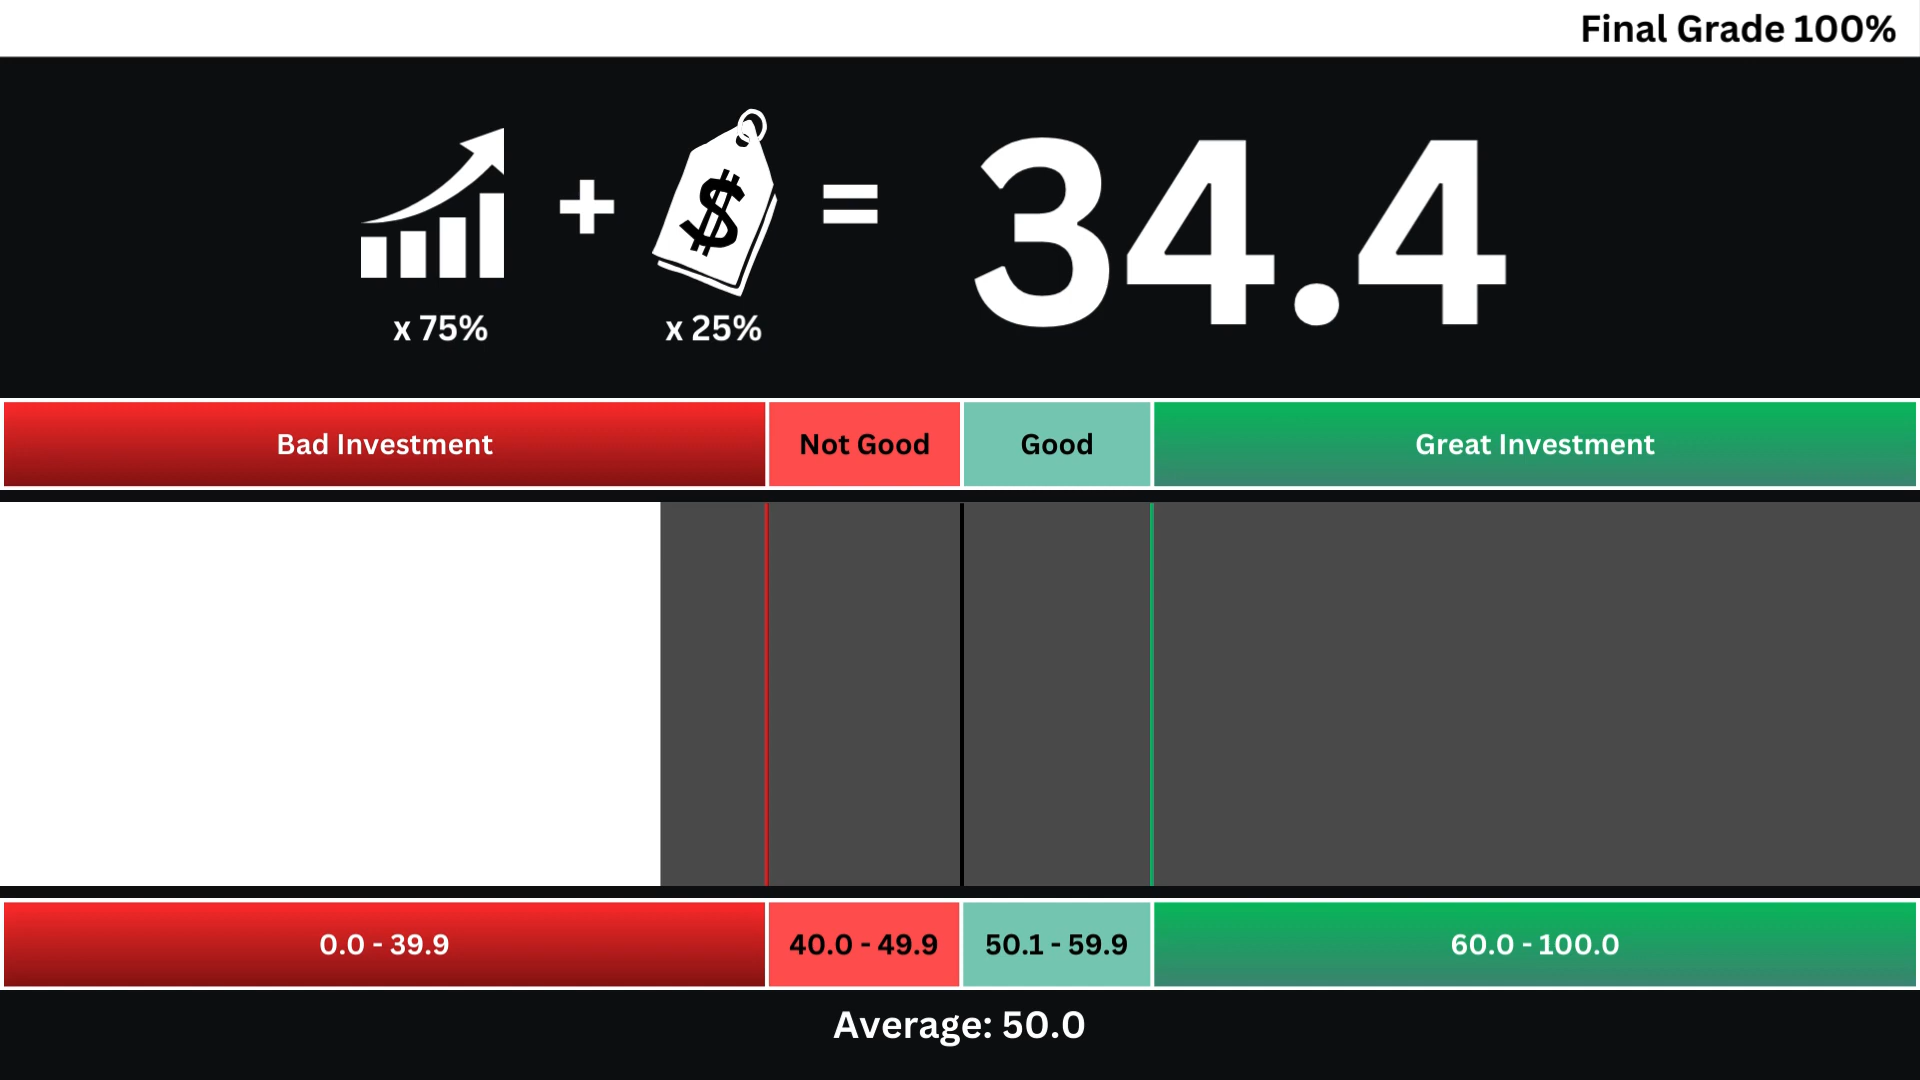 Final Grade 100%
+ $ = 34.4
x 75% x 25%
Bad Investment Not Good Good Great Investment
0.0 - 39.9 40.0 - 49.9 50.1 - 59.9 60.0 - 100.0
Average: 50.0